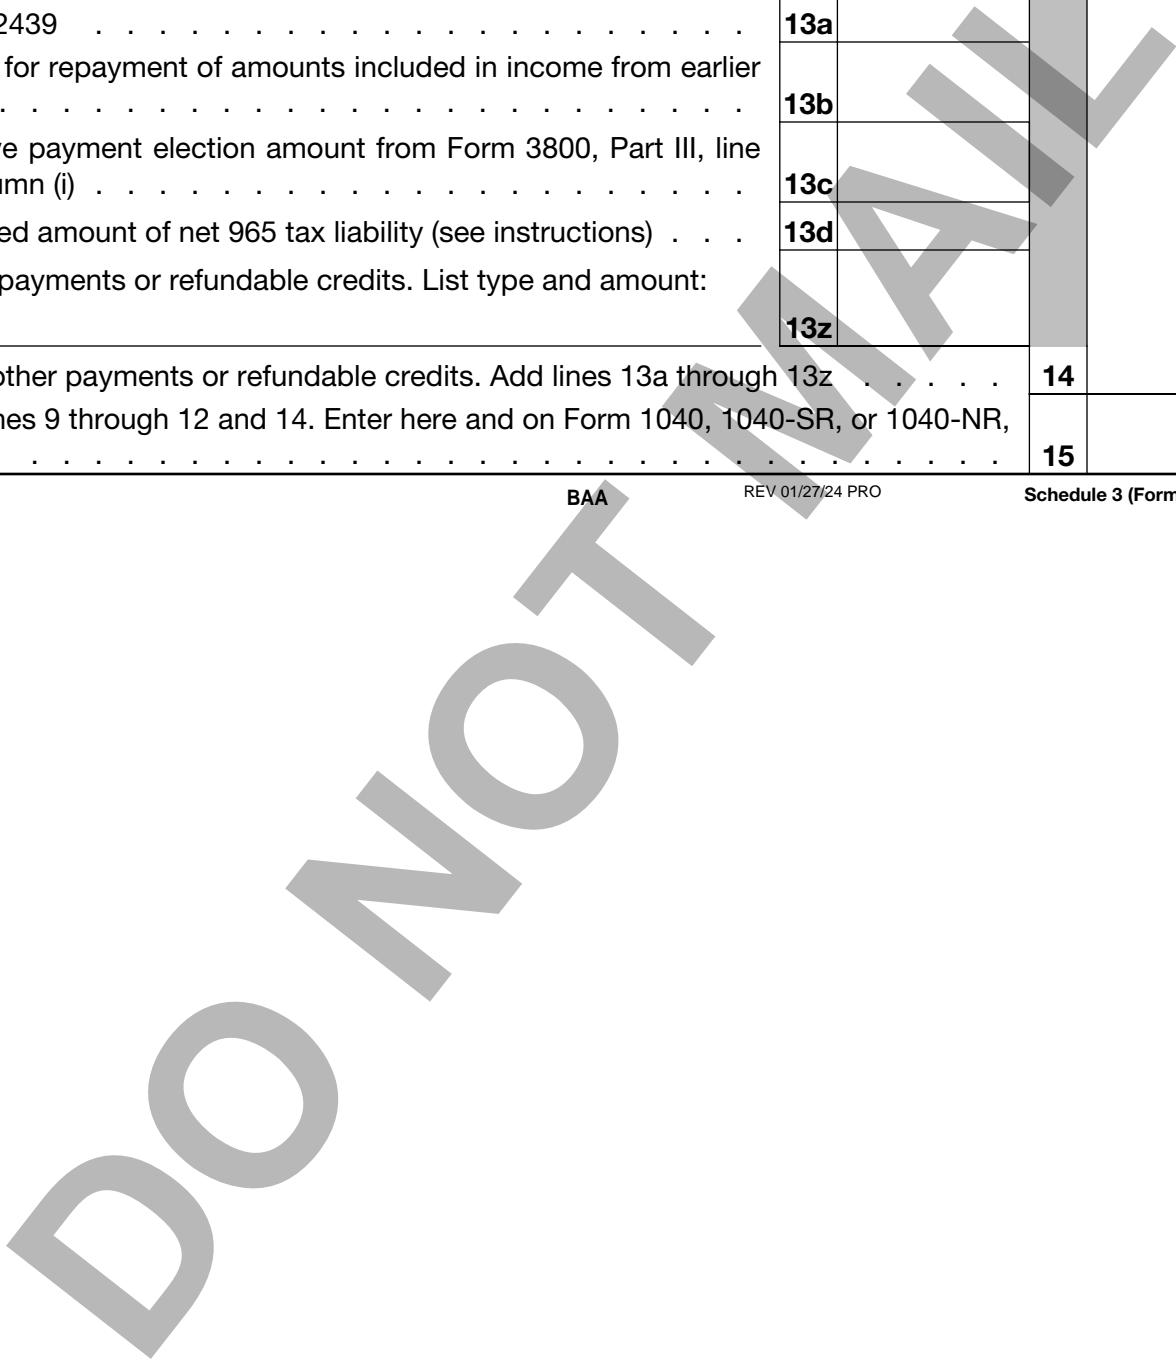 2439 . . . . . . . . . . . . . . . . . . . . . 13a
for repayment of amounts included in income from earlier
. . . . . . . . . . . . . . . . . . . . . . . . 13b
payment election amount from Form 3800, Part III, line
(i) . . . . . . . . . . . . . . . . . . . . . 13c
amount of net 965 tax liability (see instructions) . . . 13d
payments or refundable credits. List type and amount:
13z
other payments or refundable credits. Add lines 13a through 13z . . . . . 14
9 through 12 and 14. Enter here and on Form 1040, 1040-SR, or 1040-NR,
. . . . . . . . . . . . . . . . . . . . . . . . . . . . . . . 15
BAA REV 01/27/24 PRO Schedule 3 (Form
DO NOT MAIL